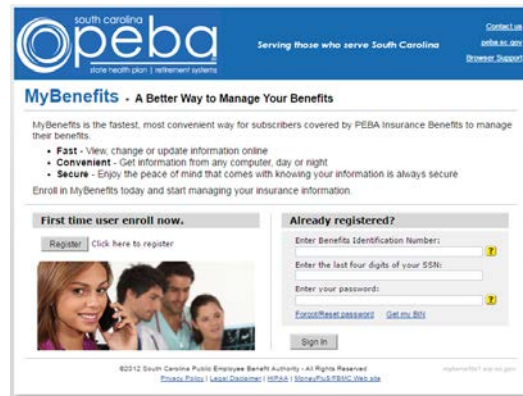 south carolina
peba
state health plan | retirement systems
Serving those who serve South Carolina
Contact us
peba.sc.gov
Browser Support
MyBenefits - A Better Way to Manage Your Benefits
MyBenefits is the fastest, most convenient way for subscribers covered by PEBA Insurance Benefits to manage
their benefits.
• Fast - View, change or update information online
• Convenient - Get information from any computer, day or night
• Secure - Enjoy the peace of mind that comes with knowing your information is always secure
Enroll in MyBenefits today and start managing your insurance information.
First time user enroll now.
Register Click here to register
Already registered?
Enter Benefits Identification Number:
?
Enter the last four digits of your SSN:
Enter your password:
?
Forgot/Reset password Get my BIN
Sign In
©2012 South Carolina Public Employee Benefit Authority - All Rights Reserved
Privacy Policy | Legal Disclaimer | HIPAA | MoneyPlu$/FBMC Web site